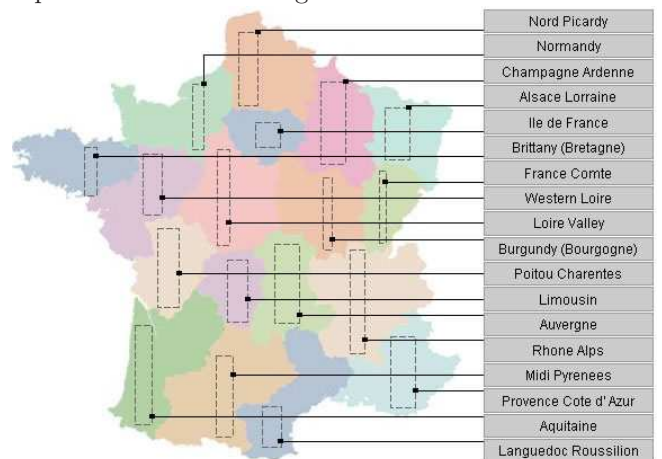 Nord Picardy
Normandy
Champagne Ardenne
Alsace Lorraine
Ile de France
Brittany (Bretagne)
France Comte
Western Loire
Loire Valley
Burgundy (Bourgogne)
Poitou Charentes
Limousin
Auvergne
Rhone Alps
Midi Pyrenees
Provence Cote d' Azur
Aquitaine
Languedoc Roussilion